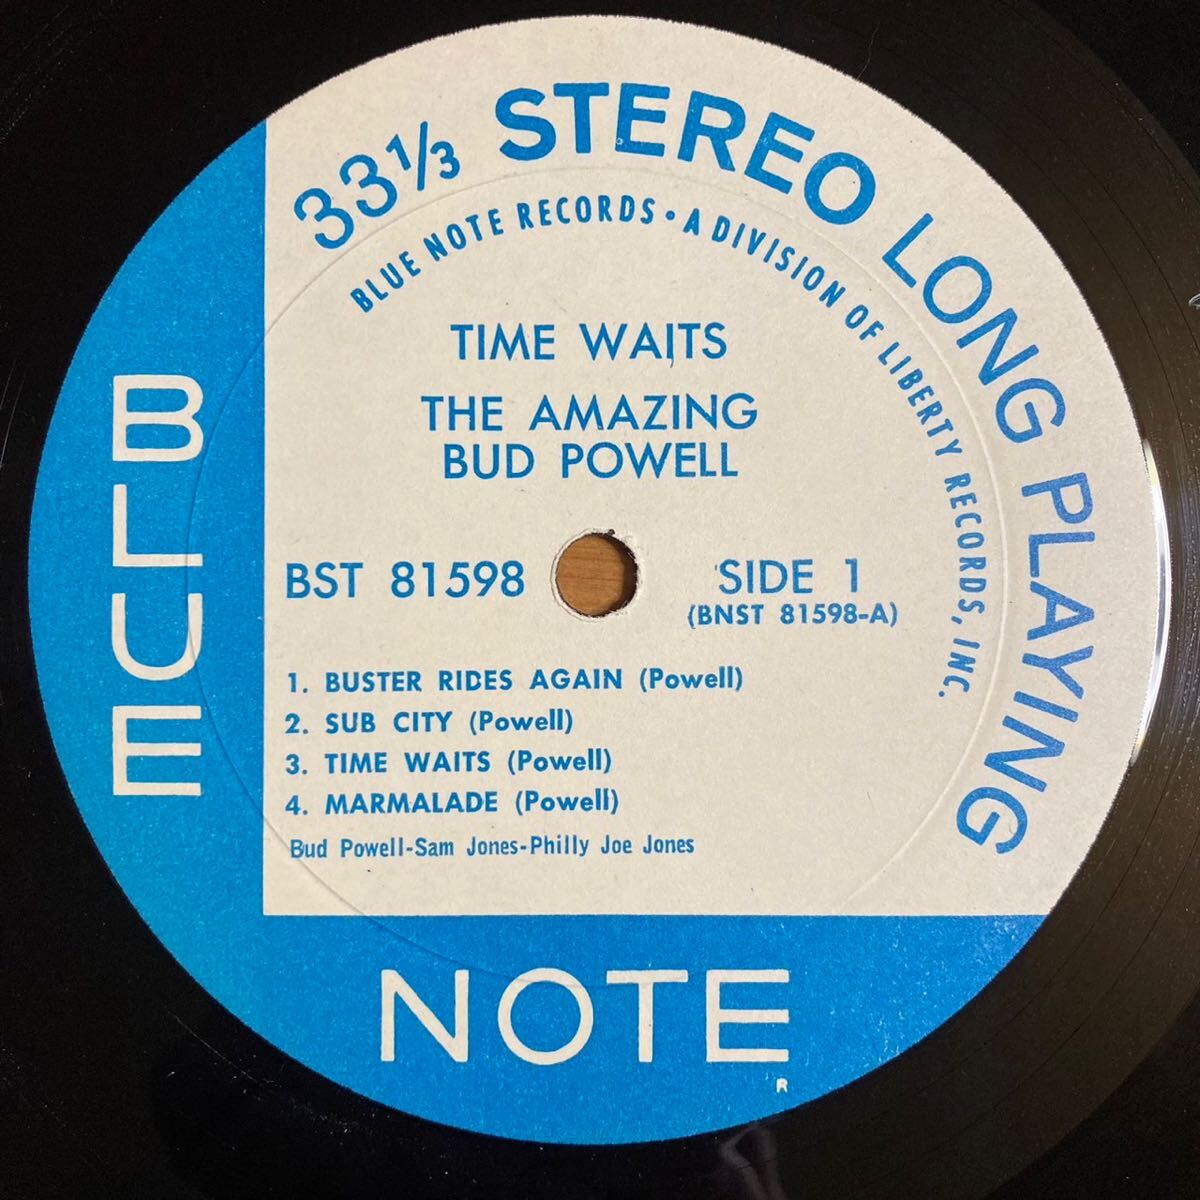 33⅓ STEREO LONG PLAYING
BLUE NOTE RECORDS • A DIVISION OF LIBERTY RECORDS, INC.
TIME WAITS
THE AMAZING
BUD POWELL
BST 81598
SIDE 1
(BNST 81598-A)
1. BUSTER RIDES AGAIN (Powell)
2. SUB CITY (Powell)
3. TIME WAITS (Powell)
4. MARMALADE (Powell)
Bud Powell-Sam Jones-Philly Joe Jones
BLUE
NOTE
R